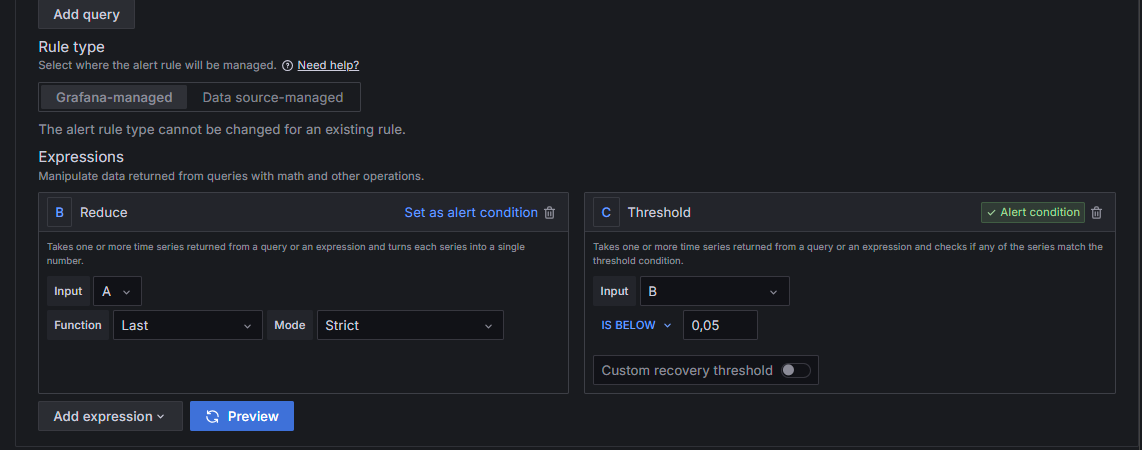 Add query
Rule type
Select where the alert rule will be managed. Need help?
Grafana-managed Data source-managed
The alert rule type cannot be changed for an existing rule.
Expressions
Manipulate data returned from queries with math and other operations.
B Reduce Set as alert condition
Takes one or more time series returned from a query or an expression and turns each series into a single
number.
Input A
Function Last Mode Strict
C Threshold Alert condition
Takes one or more time series returned from a query or an expression and checks if any of the series match the
threshold condition.
Input B
IS BELOW 0,05
Custom recovery threshold
Add expression Preview